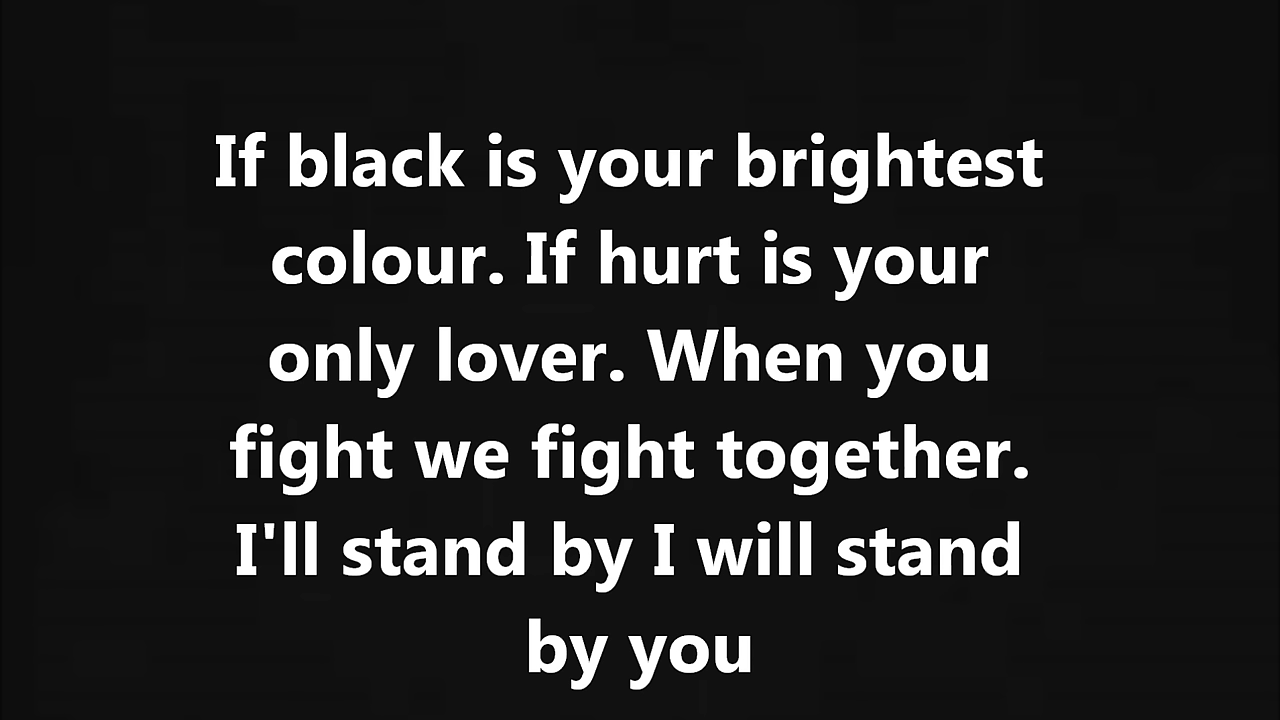 If black is your brightest
colour. If hurt is your
only lover. When you
fight we fight together.
I'll stand by I will stand
by you